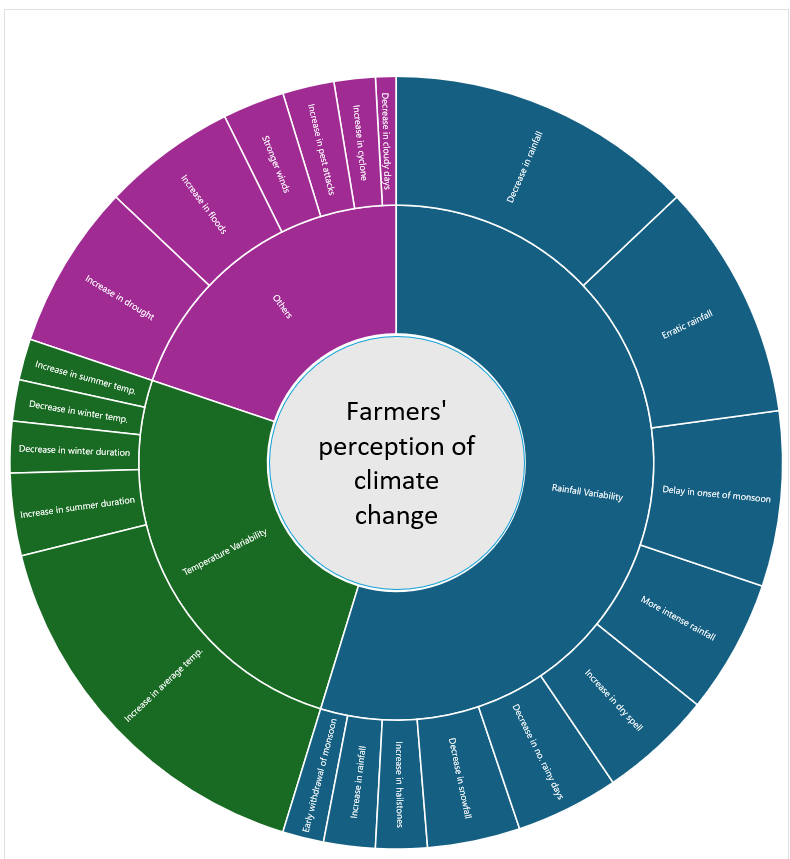 Farmers'
perception of
climate
change
Rainfall Variability
Decrease in rainfall
Erratic rainfall
Delay in onset of monsoon
More intense rainfall
Increase in dry spell
Decrease in no. rainy days
Decrease in snowfall
Increase in hailstones
Increase in rainfall
Early withdrawal of monsoon
Temperature Variability
Increase in average temp.
Increase in summer duration
Decrease in winter duration
Decrease in winter temp.
Increase in summer temp.
Others
Increase in drought
Increase in floods
Stronger winds
Increase in pest attacks
Increase in cyclone
Decrease in cloudy days